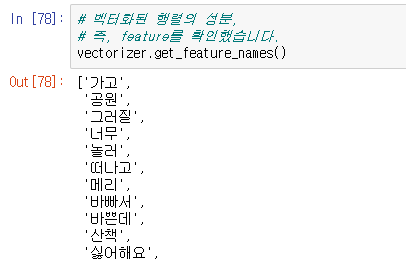 In [78]: # 벡터화된 행렬의 성분,
# 즉, feature를 확인했습니다.
vectorizer.get_feature_names()
Out[78]: ['가고',
'공원',
'그러질',
'너무',
'놀러',
'떠나고',
'메리',
'바빠서',
'바쁜데',
'산책',
'싫어해요',